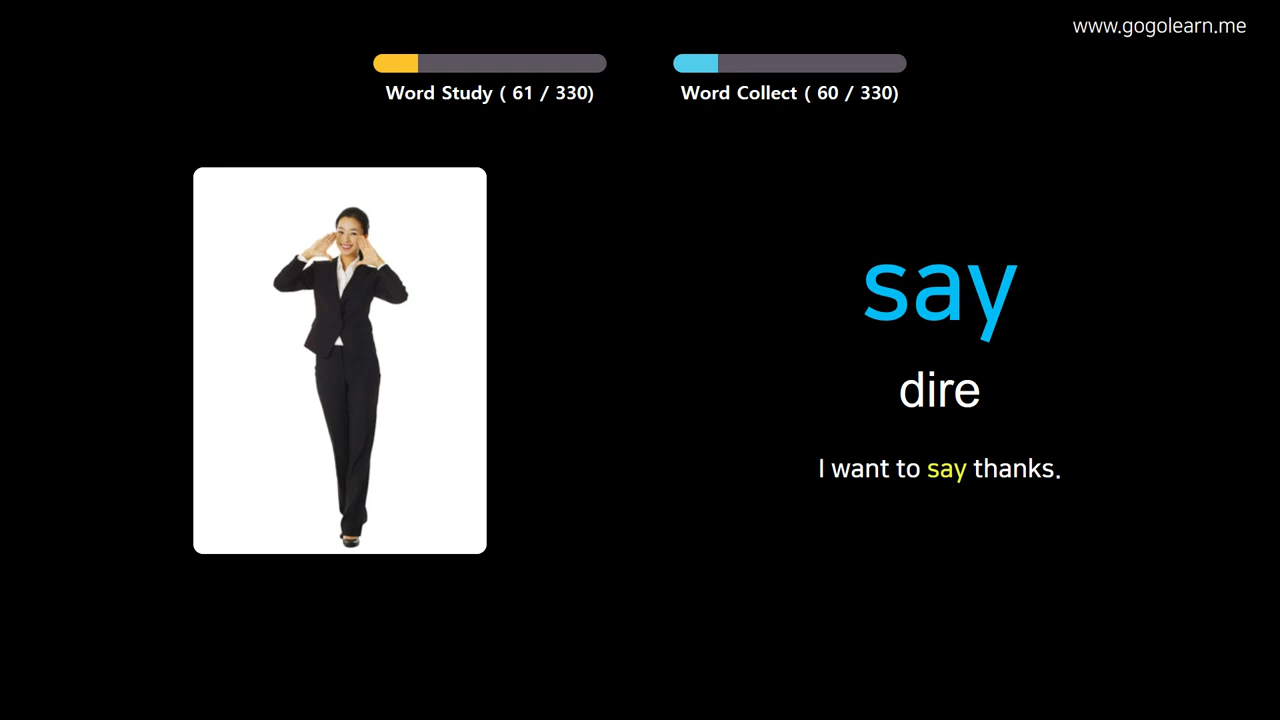 www.gogolearn.me
Word Study ( 61 / 330)
Word Collect ( 60 / 330)
say
dire
I want to say thanks.